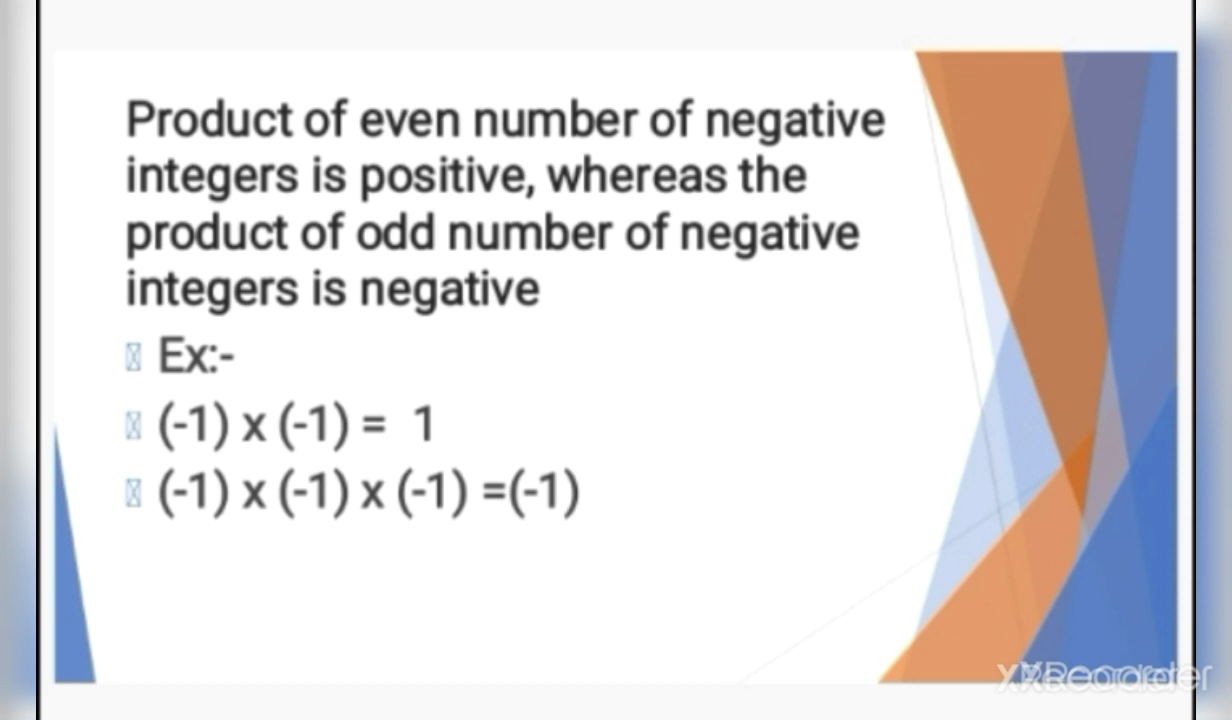 Product of even number of negative
integers is positive, whereas the
product of odd number of negative
integers is negative
Ex:-
(-1) x (-1) = 1
(-1) x (-1) x (-1) =(-1)
XRecorder